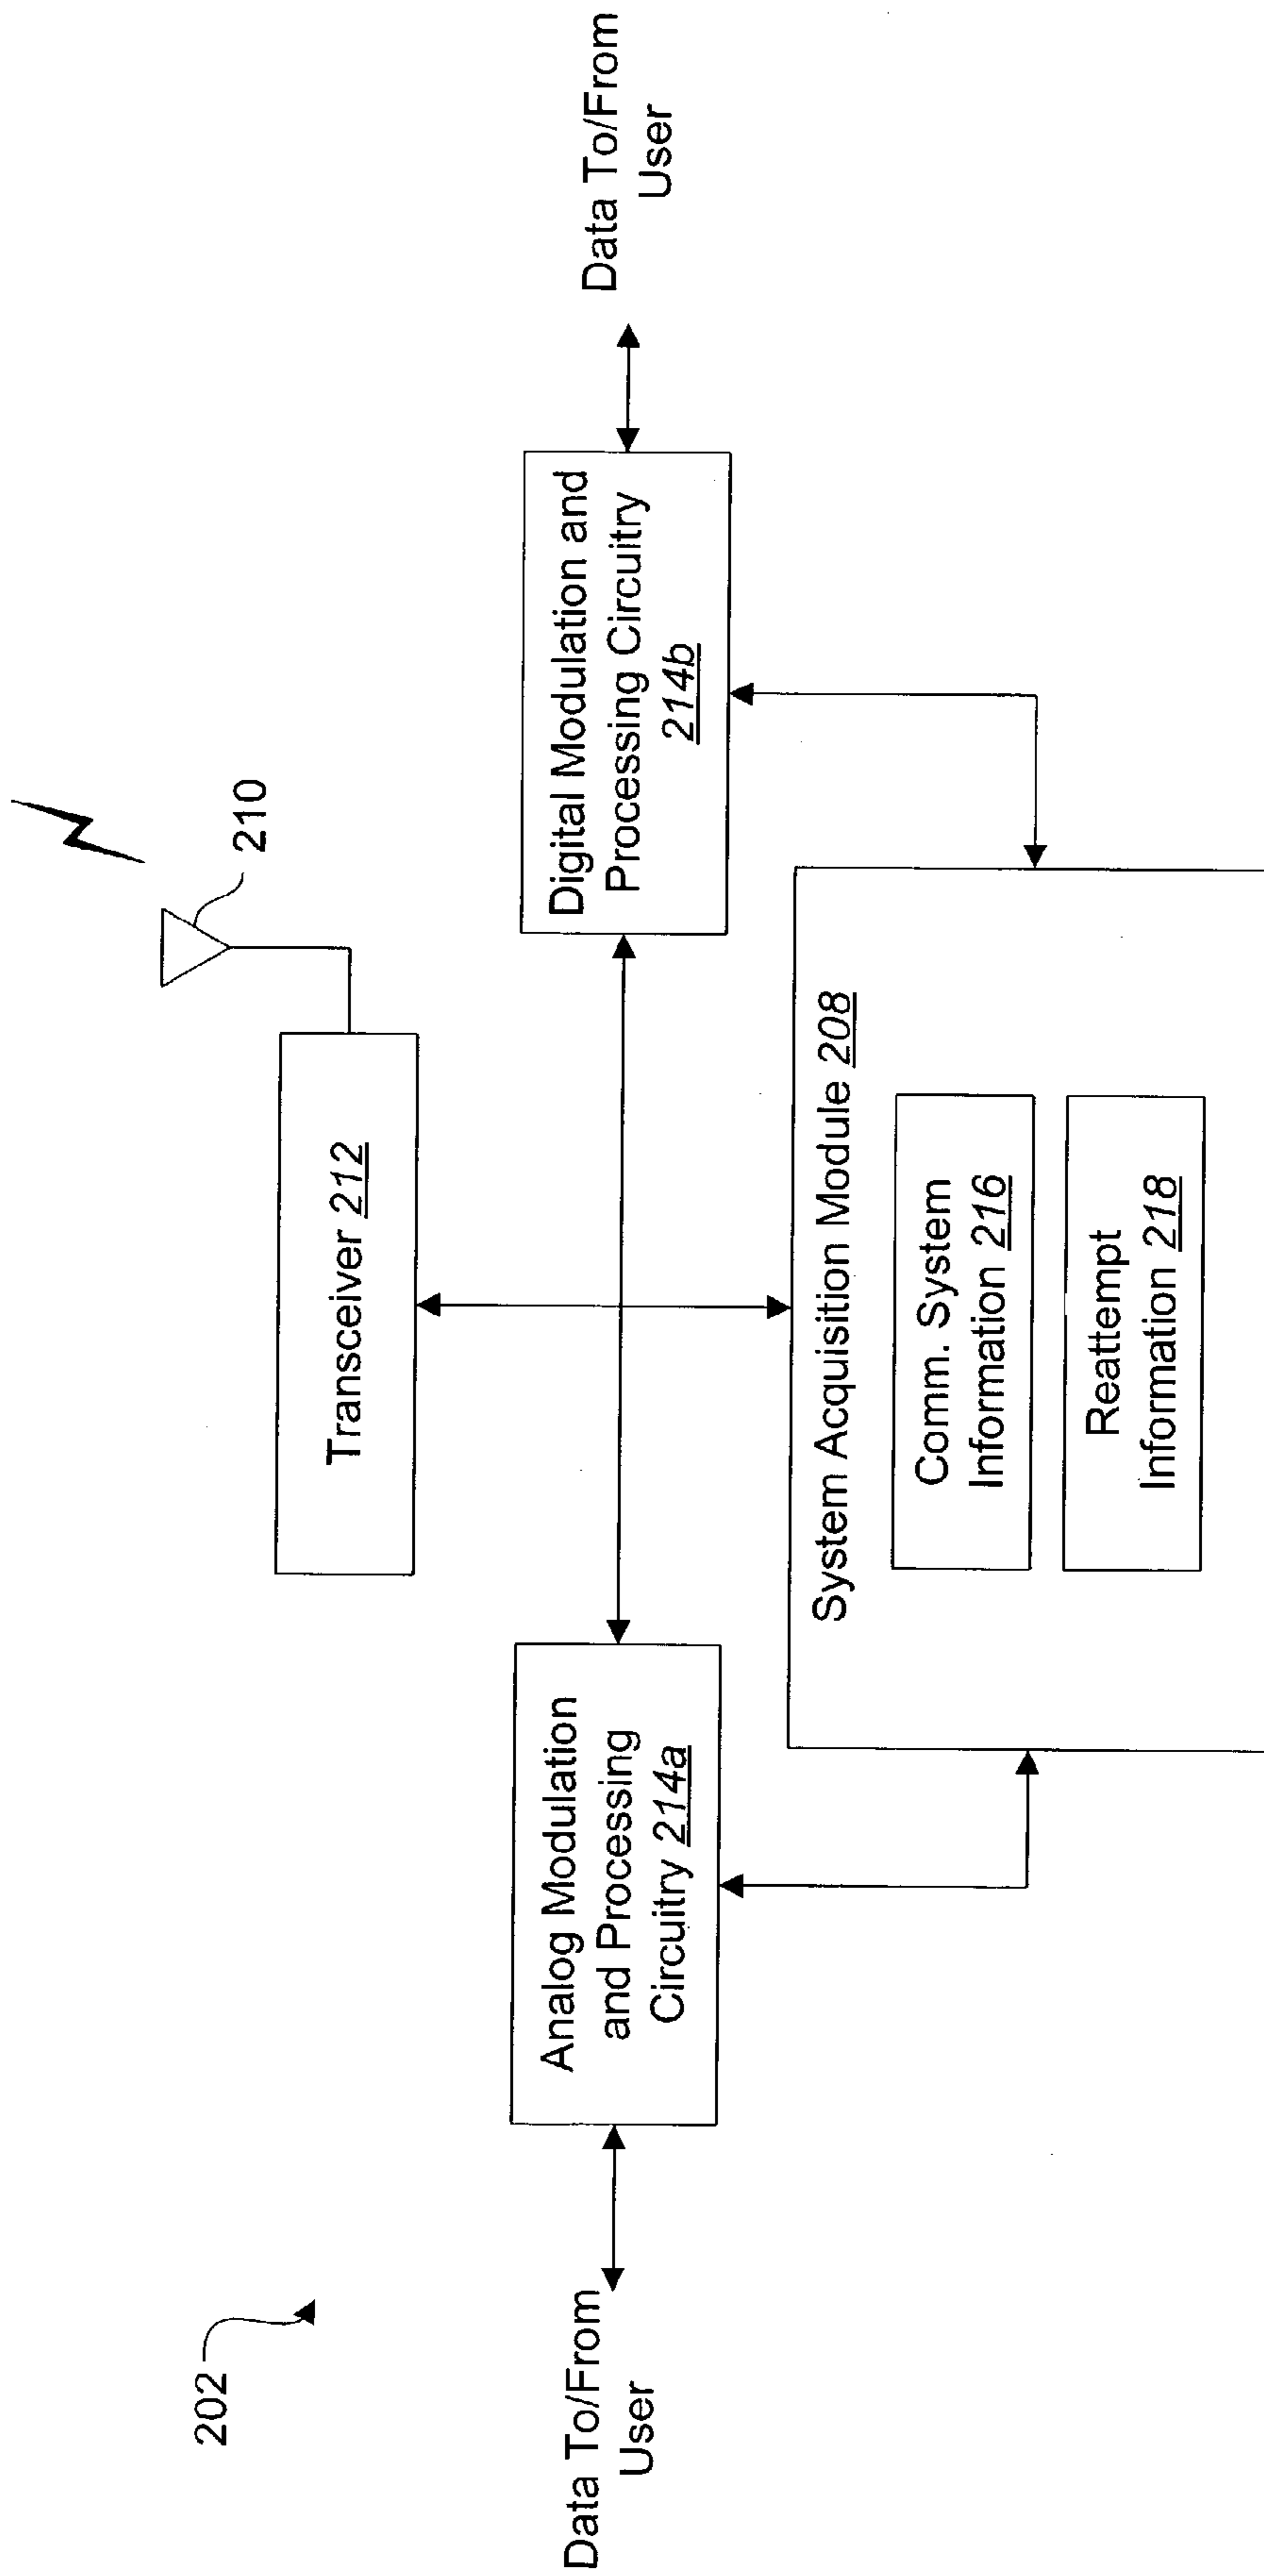 202
210
Transceiver 212
Data To/From
User
Analog Modulation
and Processing
Circuitry 214a
Digital Modulation and
Processing Circuitry
214b
Data To/From
User
System Acquisition Module 208
Comm. System
Information 216
Reattempt
Information 218